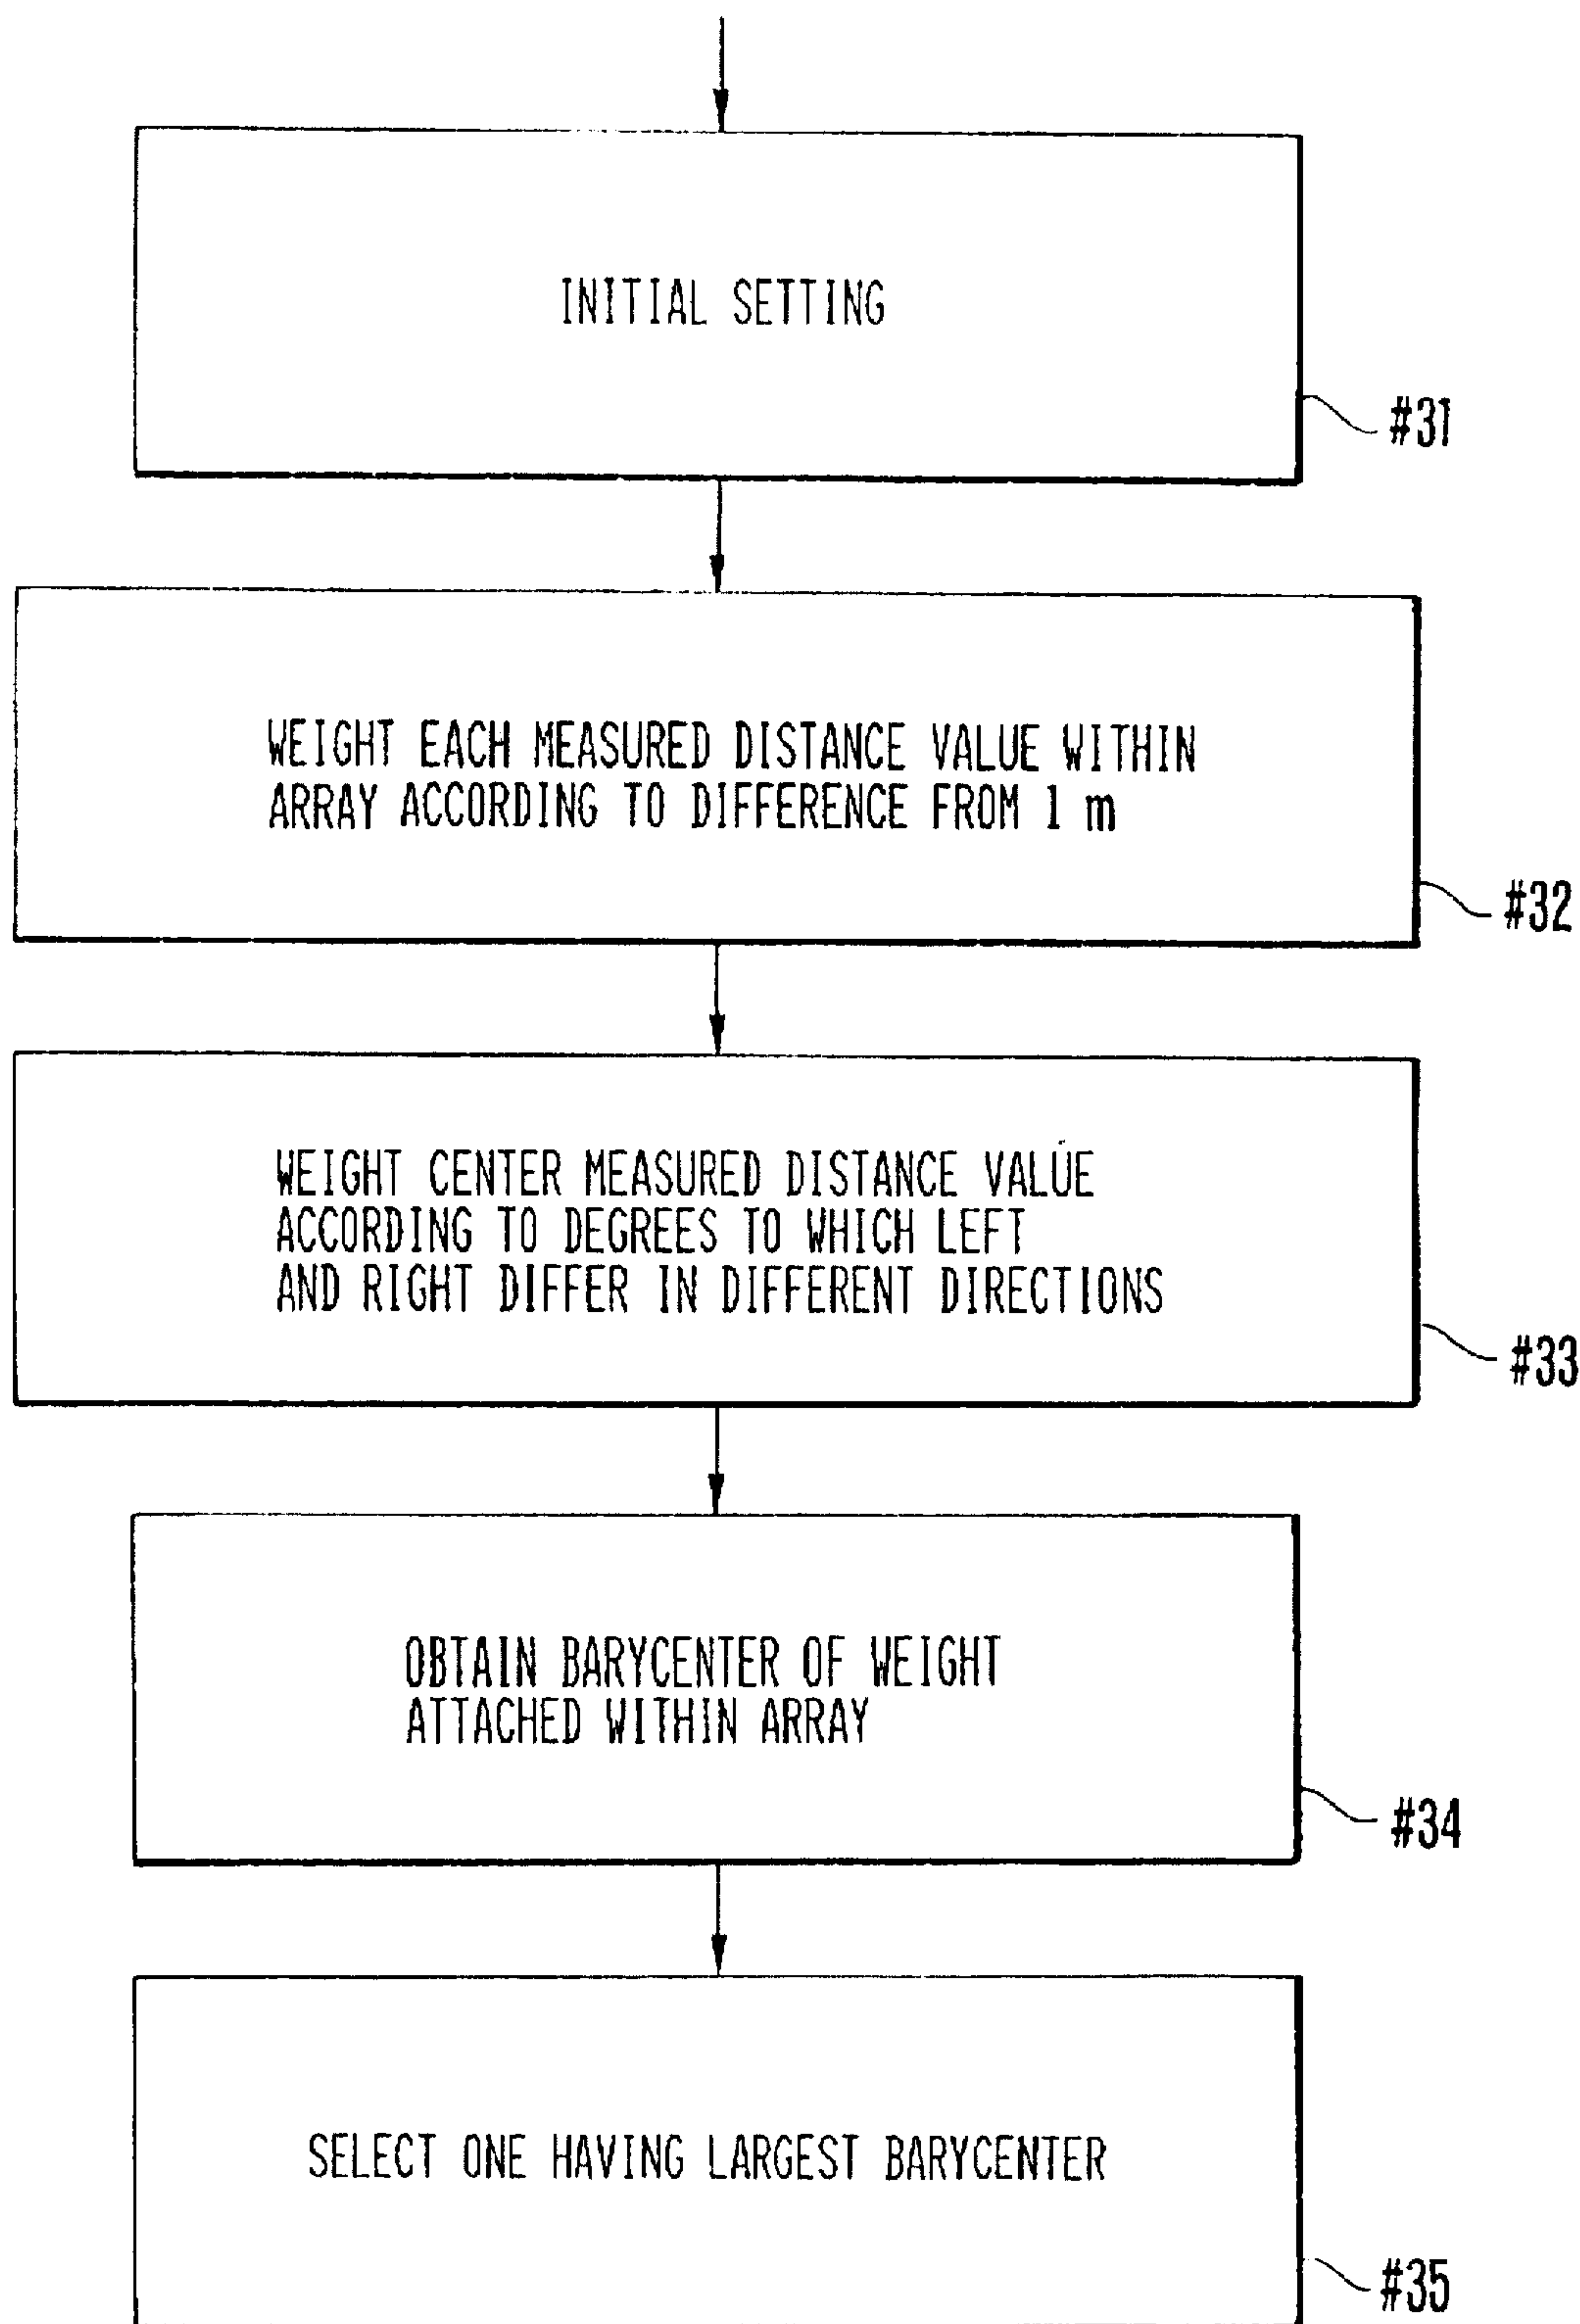 INITIAL SETTING
#31
WEIGHT EACH MEASURED DISTANCE VALUE WITHIN
ARRAY ACCORDING TO DIFFERENCE FROM 1 m
#32
WEIGHT CENTER MEASURED DISTANCE VALUE
ACCORDING TO DEGREES TO WHICH LEFT
AND RIGHT DIFFER IN DIFFERENT DIRECTIONS
#33
OBTAIN BARYCENTER OF WEIGHT
ATTACHED WITHIN ARRAY
#34
SELECT ONE HAVING LARGEST BARYCENTER
#35